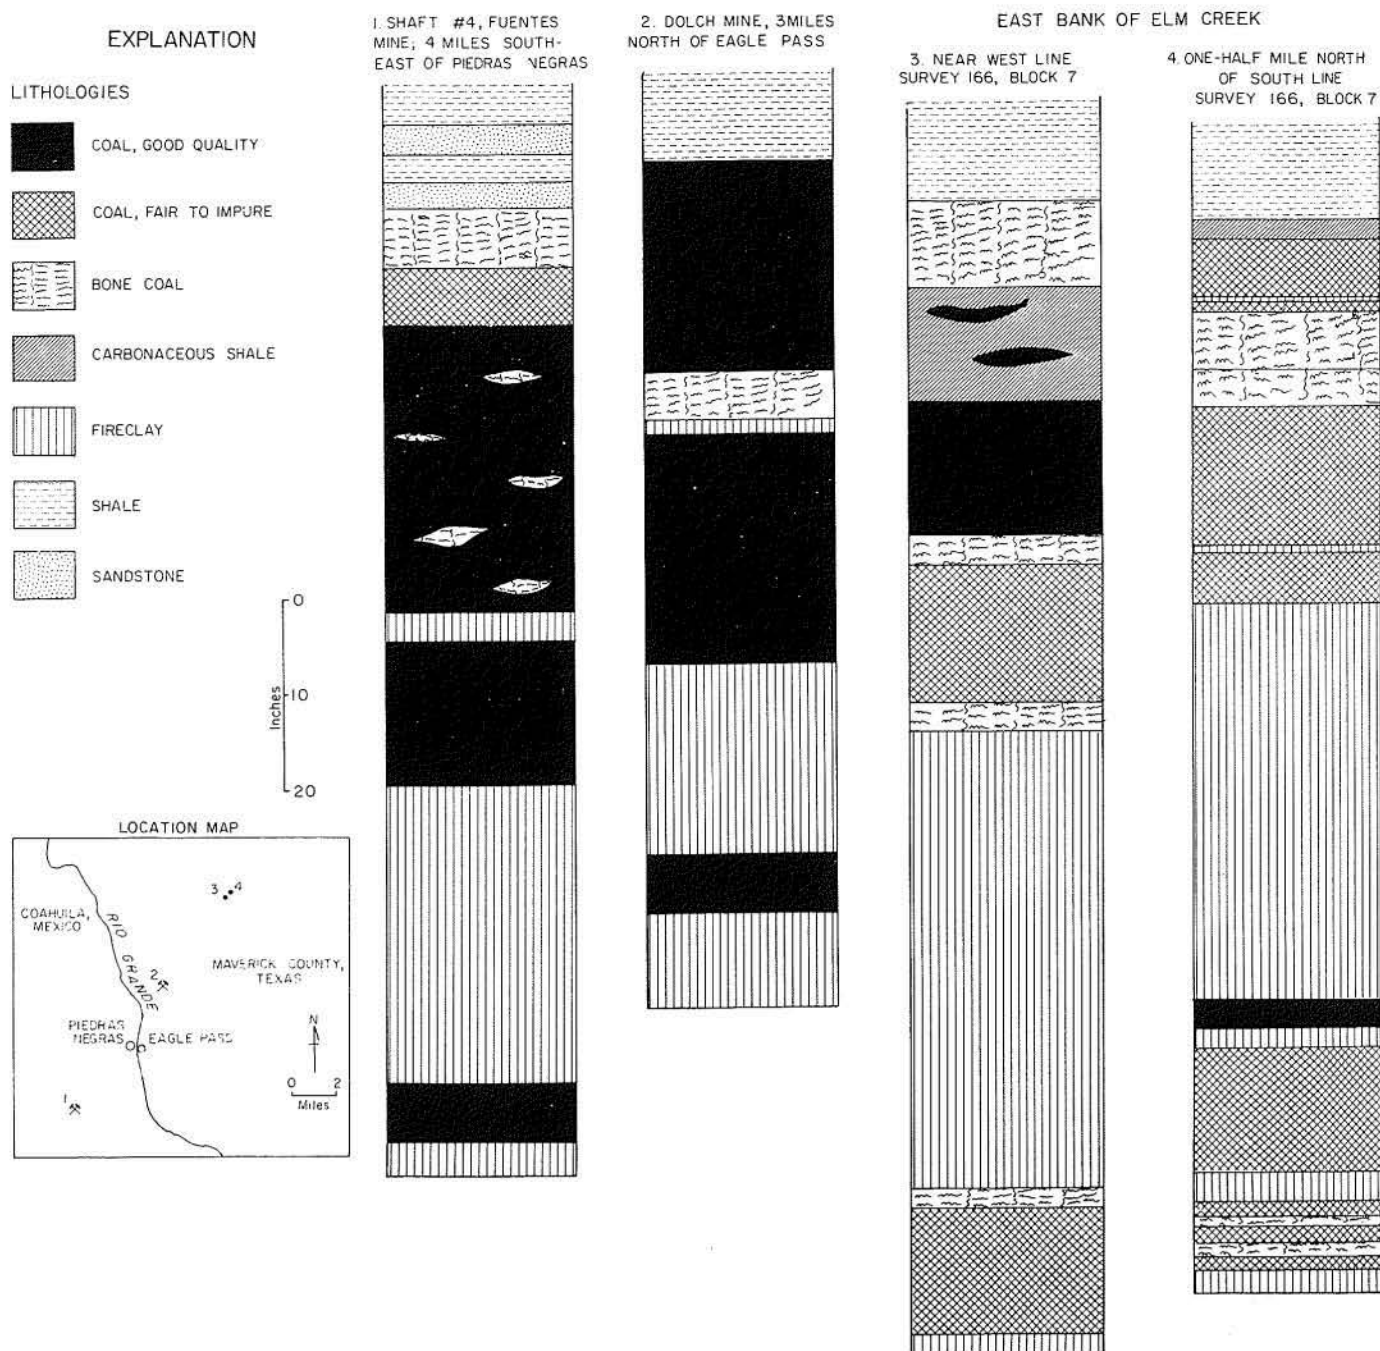 EXPLANATION
LITHOLOGIES
COAL, GOOD QUALITY
COAL, FAIR TO IMPURE
BONE COAL
CARBONACEOUS SHALE
FIRECLAY
SHALE
SANDSTONE
1. SHAFT #4, FUENTES
MINE; 4 MILES SOUTH-
EAST OF PIEDRAS NEGRAS
2. DOLCH MINE, 3 MILES
NORTH OF EAGLE PASS
EAST BANK OF ELM CREEK
3. NEAR WEST LINE
SURVEY 166, BLOCK 7
4. ONE-HALF MILE NORTH
OF SOUTH LINE
SURVEY 166, BLOCK 7
0
10
20
Inches
LOCATION MAP
3 4
COAHUILA,
MEXICO
RIO GRANDE
MAVERICK COUNTY,
TEXAS
2
PIEDRAS
NEGRAS
EAGLE PASS
N
0 2
Miles
1